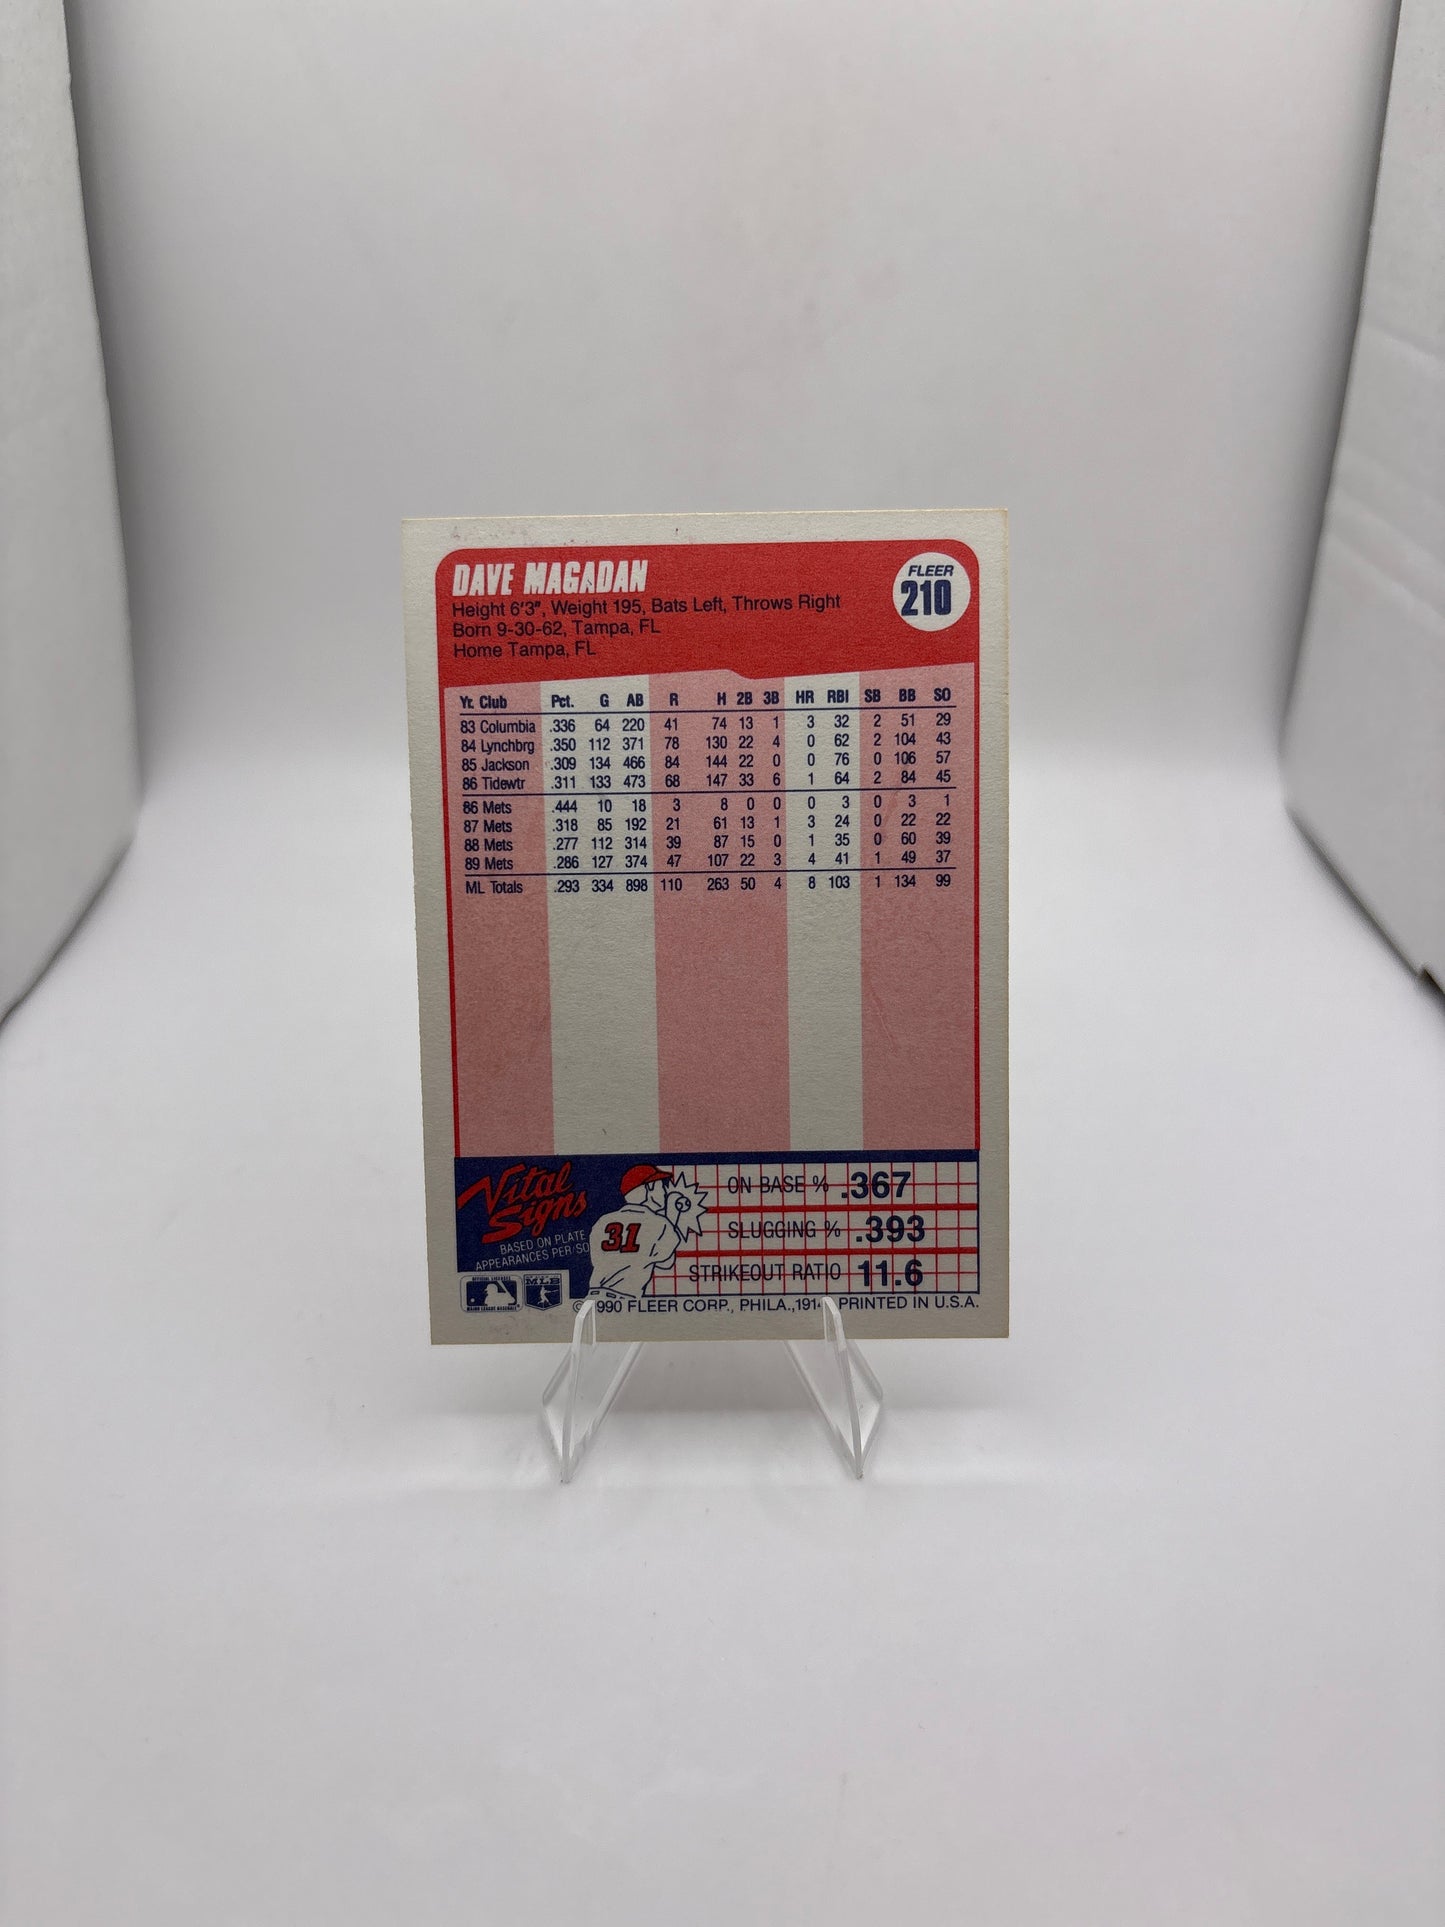 DAVE MAGADAN
FLEER
210
Height 6'3", Weight 195, Bats Left, Throws Right
Born 9-30-62, Tampa, FL
Home Tampa, FL
Yr. Club Pct. G AB R H 2B 3B HR RBI SB BB SO
83 Columbia .336 64 220 41 74 13 1 3 32 2 51 29
84 Lynchbrg .350 112 371 78 130 22 4 0 62 2 104 43
85 Jackson .309 134 466 84 144 22 0 0 76 0 106 57
86 Tidewtr .311 133 473 68 147 33 6 1 64 2 84 45
86 Mets .444 10 18 3 8 0 0 0 3 0 3 1
87 Mets .318 85 192 21 61 13 1 3 24 0 22 22
88 Mets .277 112 314 39 87 15 0 1 35 0 60 39
89 Mets .286 127 374 47 107 22 3 4 41 1 49 37
ML Totals .293 334 898 110 263 50 4 8 103 1 134 99
Vital
Signs
BASED ON PLATE
APPEARANCES PER SO
31
ON BASE % .367
SLUGGING % .393
STRIKEOUT RATIO 11.6
OFFICIAL LICENSEE
MAJOR LEAGUE BASEBALL
MLB
©1990 FLEER CORP., PHILA.,1914 PRINTED IN U.S.A.